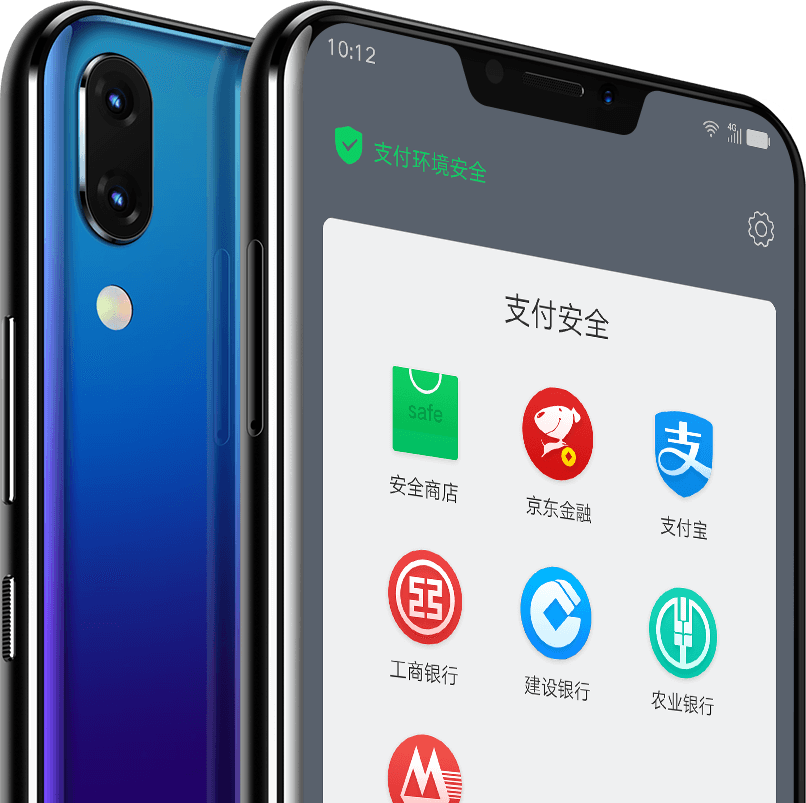 10:12
4G
支付环境安全
支付安全
safe
安全商店
京东金融
支付宝
工商银行
建设银行
农业银行